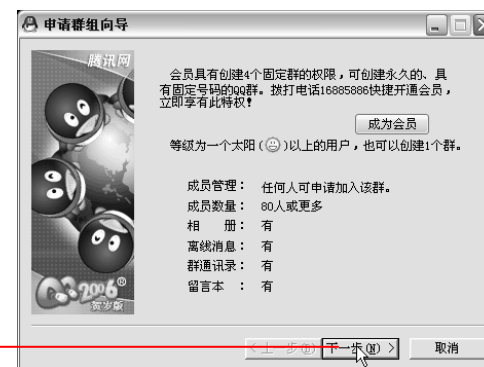 申请群组向导
腾讯网
会员具有创建4个固定群的权限，可创建永久的、具
有固定号码的QQ群。拨打电话16885886快捷开通会员，
立即享有此特权！
成为会员
等级为一个太阳()以上的用户，也可以创建1个群。
成员管理： 任何人可申请加入该群。
成员数量： 80人或更多
相 册： 有
离线消息： 有
群通讯录： 有
留言本 ： 有
QQ2006®
贺岁版
<上一步(B) 下一步(N) > 取消